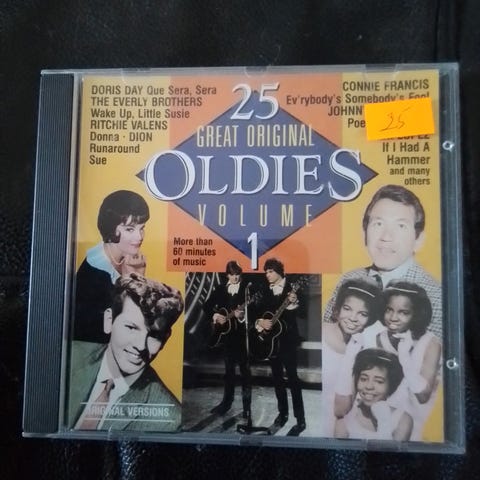 DORIS DAY Que Sera, Sera
THE EVERLY BROTHERS
Wake Up, Little Susie
RITCHIE VALENS
Donna · DION
Runaround
Sue
25
GREAT ORIGINAL
OLDIES
VOLUME
1
More than
60 minutes
of music
CONNIE FRANCIS
Ev'rybody's Somebody's Fool
JOHNNY
25
If I Had A
Hammer
and many
others
ORIGINAL VERSIONS